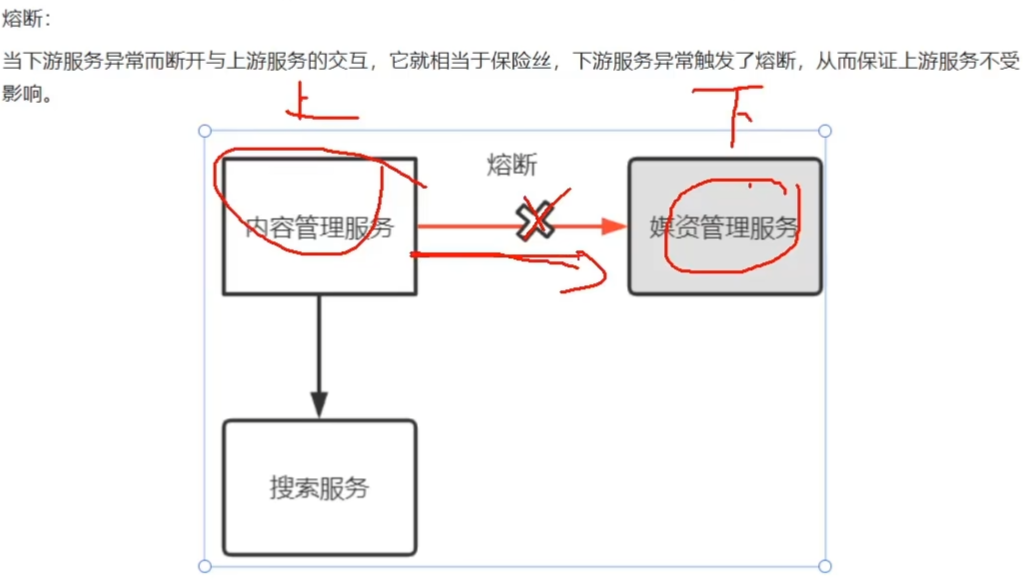 熔断：
当下游服务异常而断开与上游服务的交互，它就相当于保险丝，下游服务异常触发了熔断，从而保证上游服务不受
影响。
上
下
熔断
内容管理服务
媒资管理服务
搜索服务